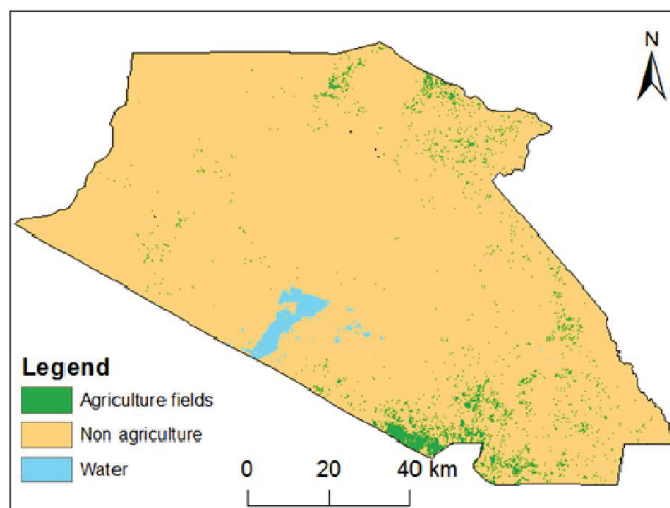 N
Legend
Agriculture fields
Non agriculture
Water
0 20 40 km